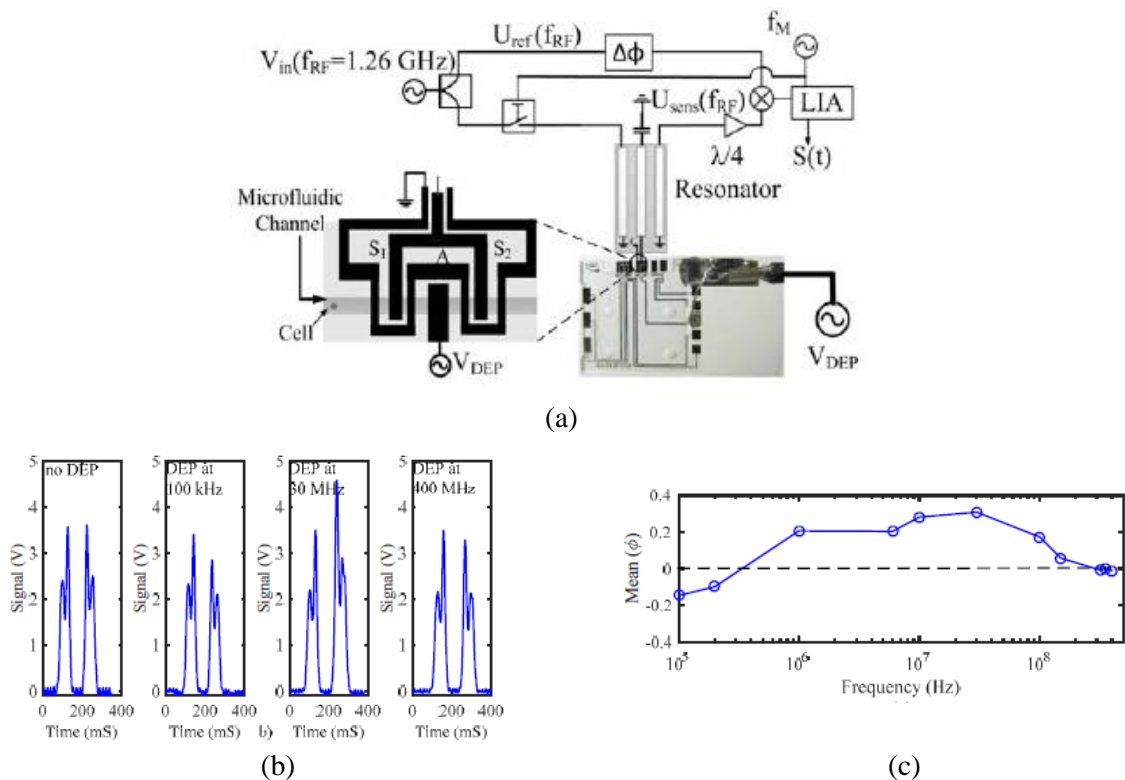 f_M
U_ref(f_RF)
Δϕ
V_in(f_RF=1.26 GHz)
U_sens(f_RF)
LIA
λ/4
S(t)
Resonator
Microfluidic
Channel
S_1
S_2
A
Cell
V_DEP
V_DEP
(a)
no DEP
DEP at
100 kHz
DEP at
30 MHz
DEP at
400 MHz
Signal (V)
Signal (V)
Signal (V)
Signal (V)
5
4
3
2
1
0
5
4
3
2
1
0
5
4
3
2
1
0
5
4
3
2
1
0
0 200 400
0 200 400
0 200 400
0 200 400
Time (mS)
Time (mS)
b)
Time (mS)
Time (mS)
(b)
Mean (ϕ)
0.4
0.2
0
-0.2
-0.4
10^5
10^6
10^7
10^8
Frequency (Hz)
(c)